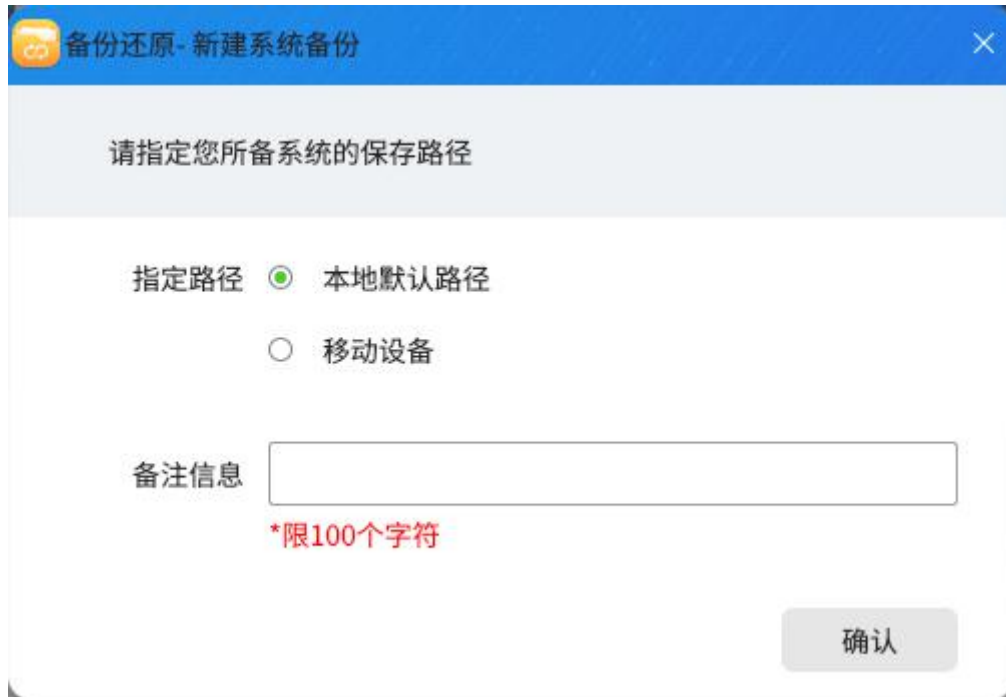 备份还原- 新建系统备份
请指定您所备系统的保存路径
指定路径 本地默认路径
移动设备
备注信息
*限100个字符
确认